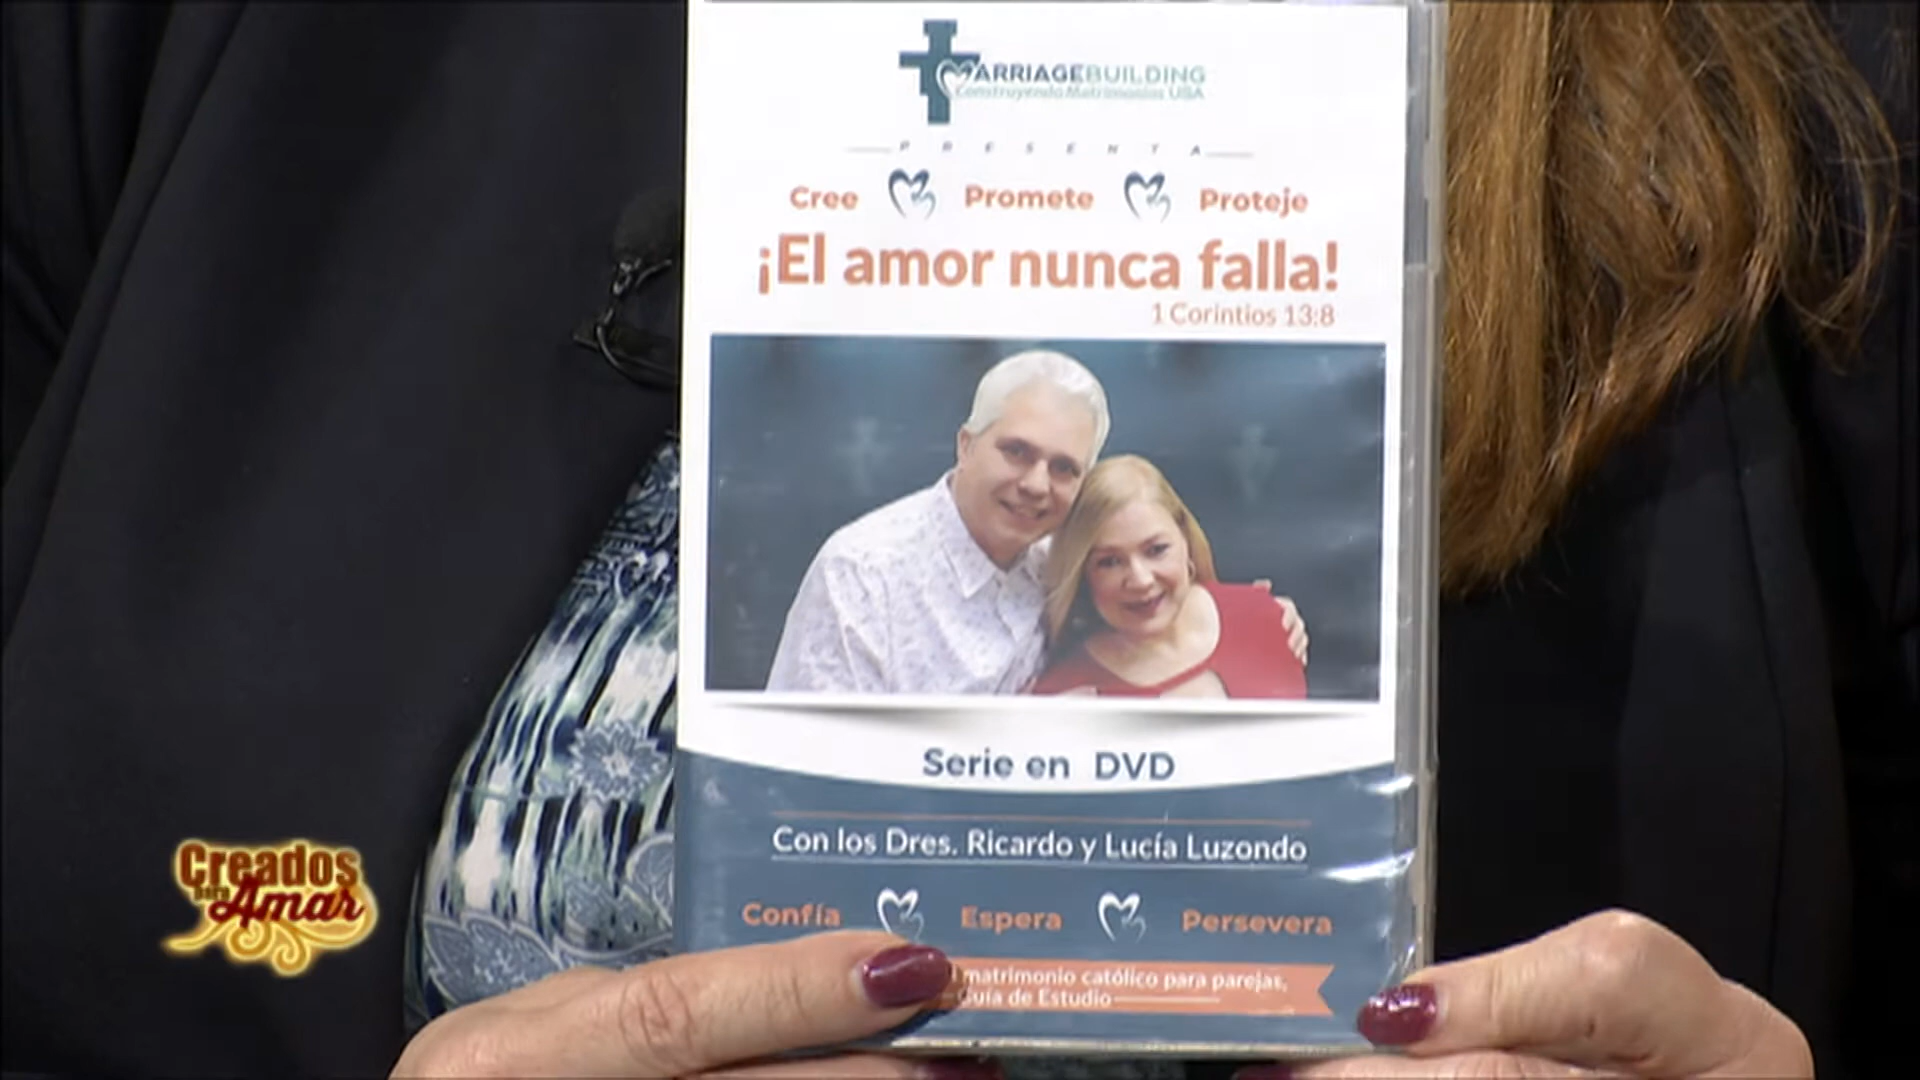 MARRIAGEBUILDING
Construyendo Matrimonios USA
PRESENTA
Cree Promete Proteje
¡El amor nunca falla!
1 Corintios 13:8
Serie en DVD
Con los Dres. Ricardo y Lucía Luzondo
Confía Espera Persevera
matrimonio católico para parejas,
Guía de Estudio
Creados
para
Amar